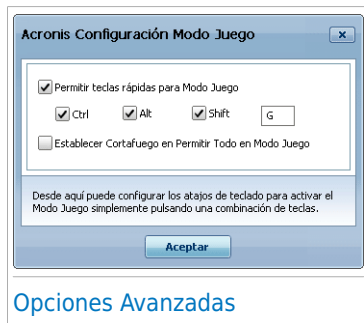 Acronis Configuración Modo Juego
Permitir teclas rápidas para Modo Juego
Ctrl Alt Shift G
Establecer Cortafuego en Permitir Todo en Modo Juego
Desde aquí puede configurar los atajos de teclado para activar el
Modo Juego simplemente pulsando una combinación de teclas.
Aceptar
Opciones Avanzadas